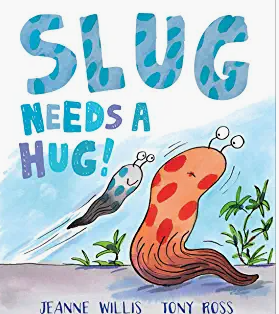 SLUG
NEEDS A
HUG!
JEANNE WILLIS TONY ROSS